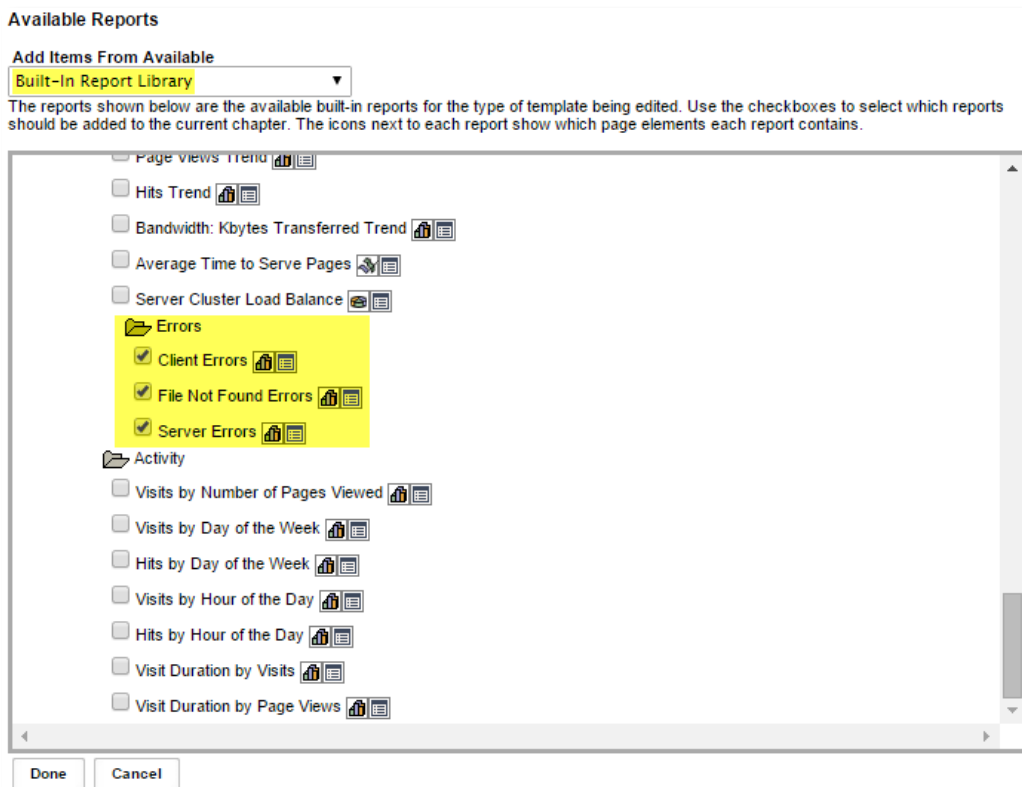 Available Reports
Add Items From Available
Built-In Report Library
The reports shown below are the available built-in reports for the type of template being edited. Use the checkboxes to select which reports
should be added to the current chapter. The icons next to each report show which page elements each report contains.
Page Views Trend
Hits Trend
Bandwidth: Kbytes Transferred Trend
Average Time to Serve Pages
Server Cluster Load Balance
Errors
Client Errors
File Not Found Errors
Server Errors
Activity
Visits by Number of Pages Viewed
Visits by Day of the Week
Hits by Day of the Week
Visits by Hour of the Day
Hits by Hour of the Day
Visit Duration by Visits
Visit Duration by Page Views
Done Cancel